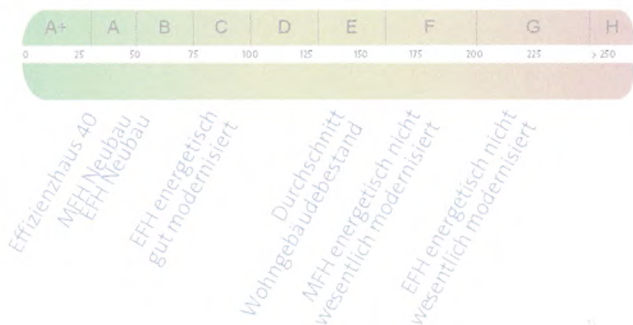 A+ A B C D E F G H
0 25 50 75 100 125 150 175 200 225 > 250
Effizienzhaus 40
MFH Neubau
EFH Neubau
EFH energetisch
gut modernisiert
Durchschnitt
Wohngebäudebestand
MFH energetisch nicht
wesentlich modernisiert
EFH energetisch nicht
wesentlich modernisiert